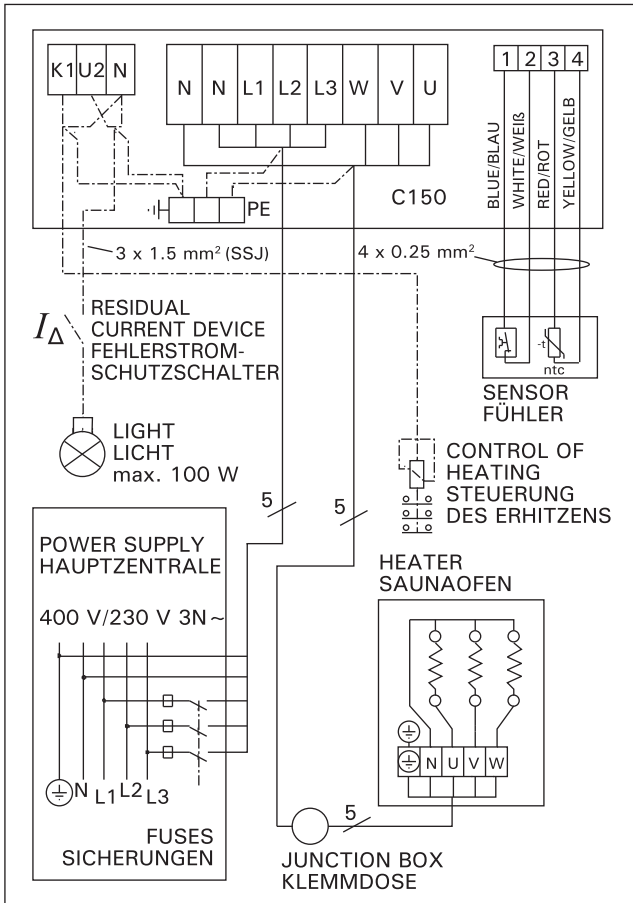 K1 U2 N
N N L1 L2 L3 W V U
1 2 3 4
BLUE/BLAU
WHITE/WEIß
RED/ROT
YELLOW/GELB
PE
C150
3 x 1.5 mm² (SSJ)
4 x 0.25 mm²
I∆
RESIDUAL
CURRENT DEVICE
FEHLERSTROM-
SCHUTZSCHALTER
-t
ntc
SENSOR
FÜHLER
LIGHT
LICHT
max. 100 W
CONTROL OF
HEATING
STEUERUNG
DES ERHITZENS
5
5
POWER SUPPLY
HAUPTZENTRALE
400 V/230 V 3N~
N L1 L2 L3
FUSES
SICHERUNGEN
HEATER
SAUNAOFEN
N U V W
5
JUNCTION BOX
KLEMMDOSE